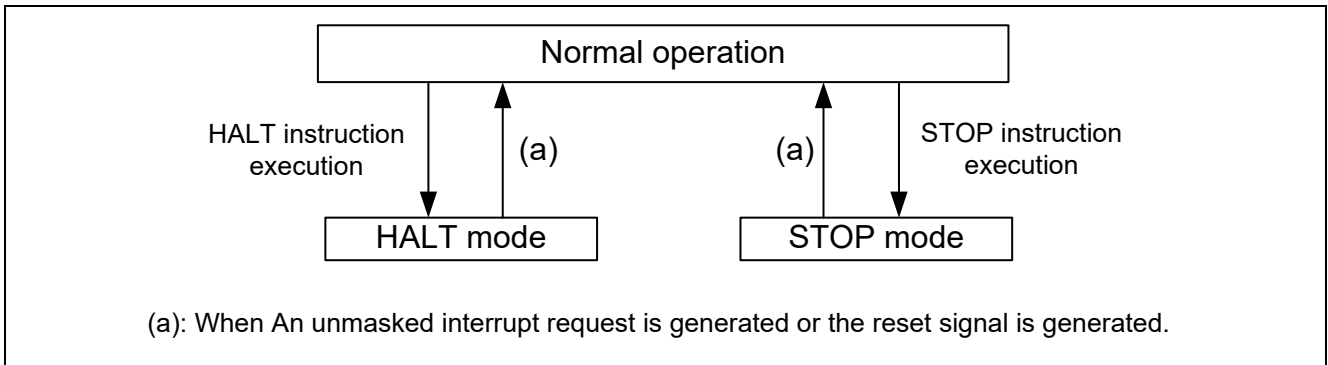 Normal operation
HALT instruction
execution
(a)
(a)
STOP instruction
execution
HALT mode
STOP mode
(a): When An unmasked interrupt request is generated or the reset signal is generated.